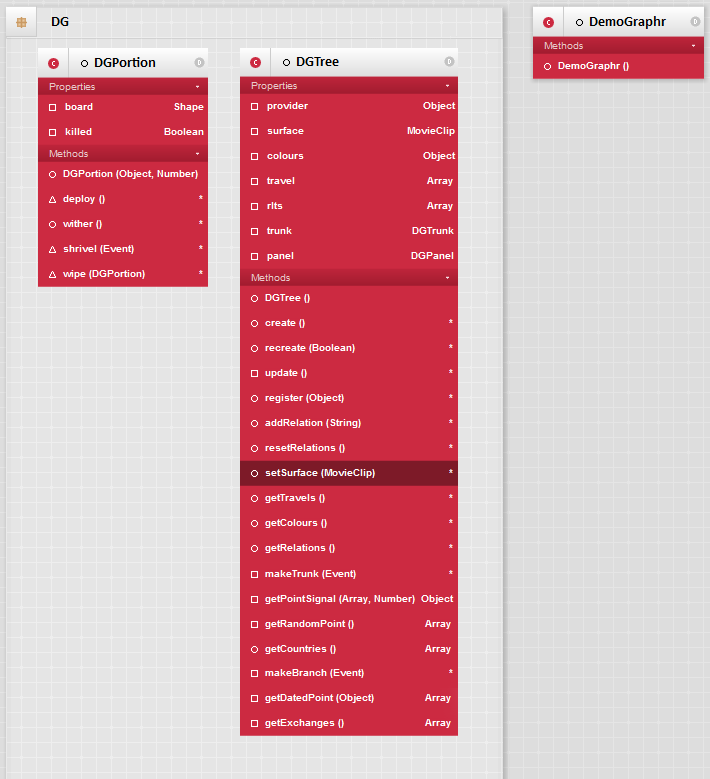 DG
C DGPortion D
Properties
board Shape
killed Boolean
Methods
DGPortion (Object, Number)
deploy () *
wither () *
shrivel (Event) *
wipe (DGPortion) *
C DGTree D
Properties
provider Object
surface MovieClip
colours Object
travel Array
rlts Array
trunk DGTrunk
panel DGPanel
Methods
DGTree ()
create () *
recreate (Boolean) *
update () *
register (Object) *
addRelation (String) *
resetRelations () *
setSurface (MovieClip) *
getTravels () *
getColours () *
getRelations () *
makeTrunk (Event) *
getPointSignal (Array, Number) Object
getRandomPoint () Array
getCountries () Array
makeBranch (Event) *
getDatedPoint (Object) Array
getExchanges () Array
C DemoGraphr D
Methods
DemoGraphr ()